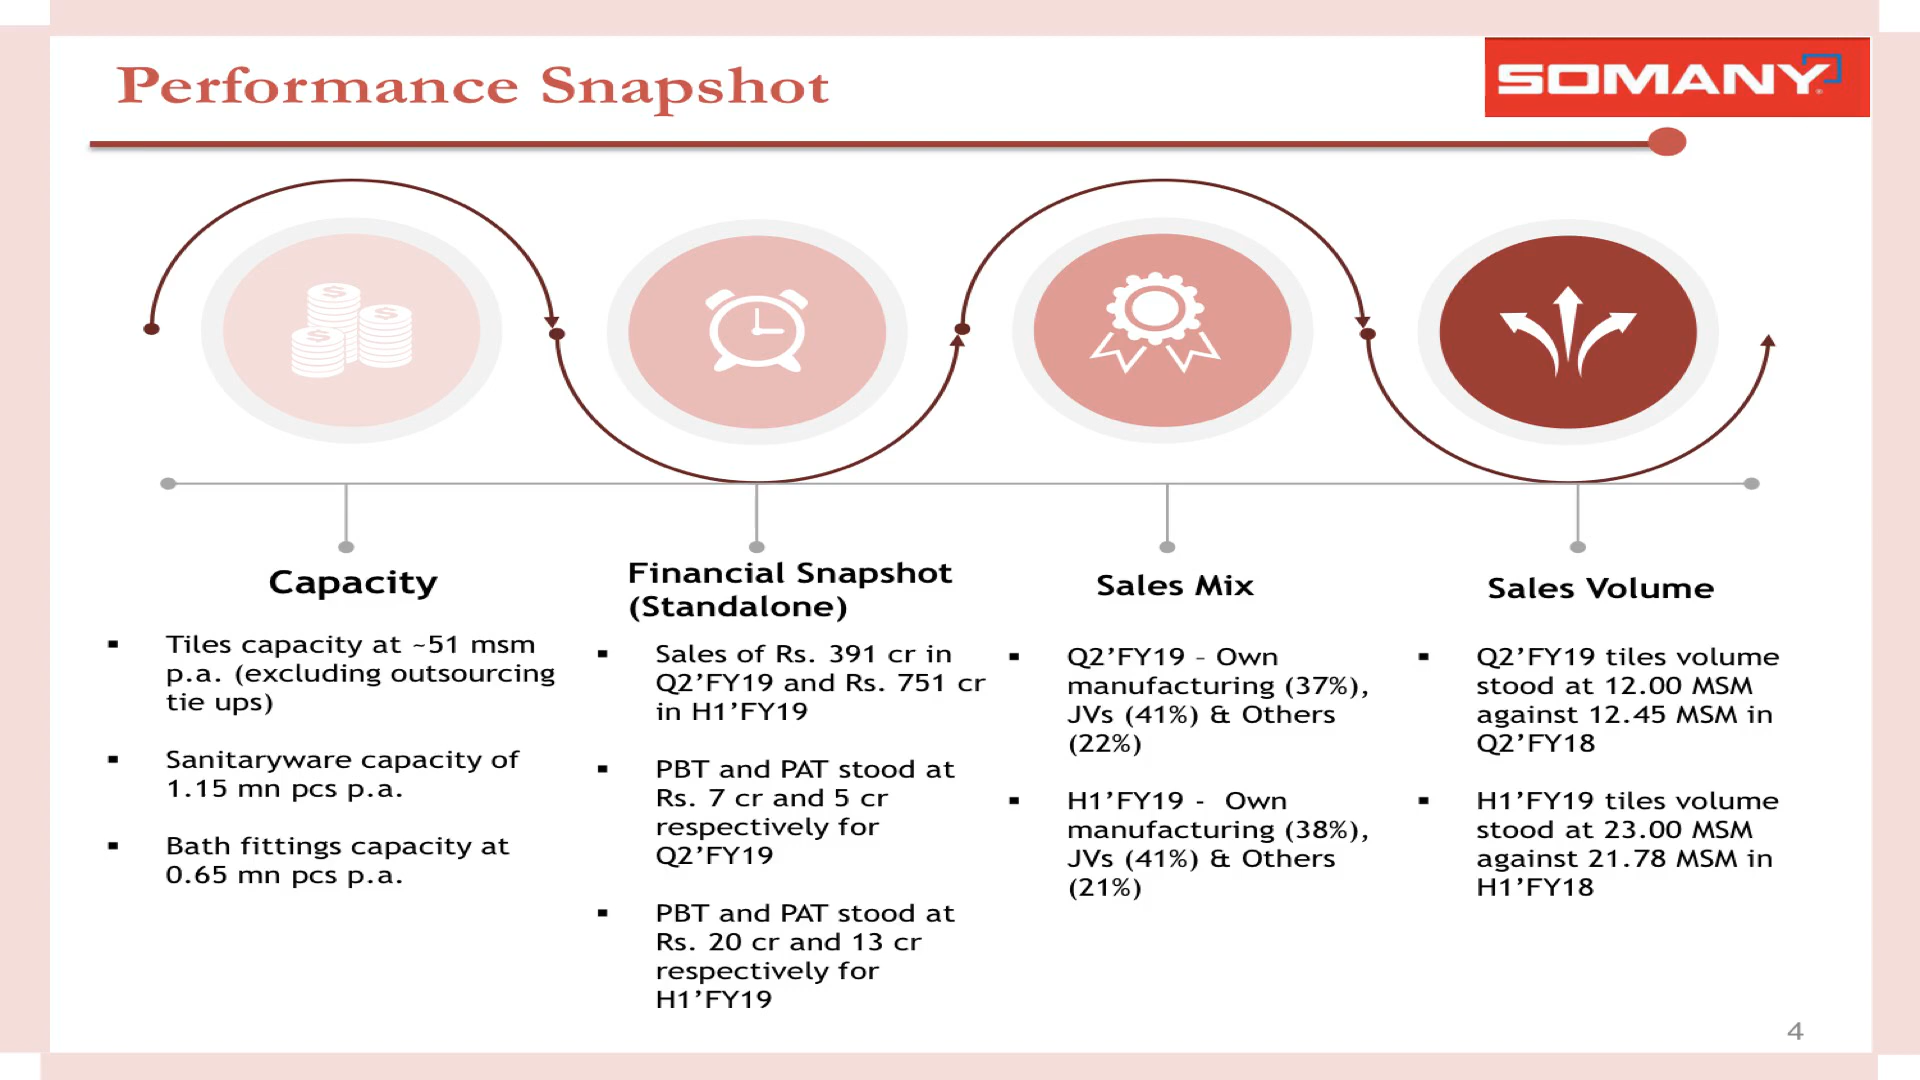 Performance Snapshot
SOMANY
Capacity
▪ Tiles capacity at ~51 msm
p.a. (excluding outsourcing
tie ups)
▪ Sanitaryware capacity of
1.15 mn pcs p.a.
▪ Bath fittings capacity at
0.65 mn pcs p.a.
Financial Snapshot
(Standalone)
▪ Sales of Rs. 391 cr in
Q2’FY19 and Rs. 751 cr
in H1’FY19
▪ PBT and PAT stood at
Rs. 7 cr and 5 cr
respectively for
Q2’FY19
▪ PBT and PAT stood at
Rs. 20 cr and 13 cr
respectively for
H1’FY19
Sales Mix
▪ Q2’FY19 – Own
manufacturing (37%),
JVs (41%) & Others
(22%)
▪ H1’FY19 - Own
manufacturing (38%),
JVs (41%) & Others
(21%)
Sales Volume
▪ Q2’FY19 tiles volume
stood at 12.00 MSM
against 12.45 MSM in
Q2’FY18
▪ H1’FY19 tiles volume
stood at 23.00 MSM
against 21.78 MSM in
H1’FY18
4